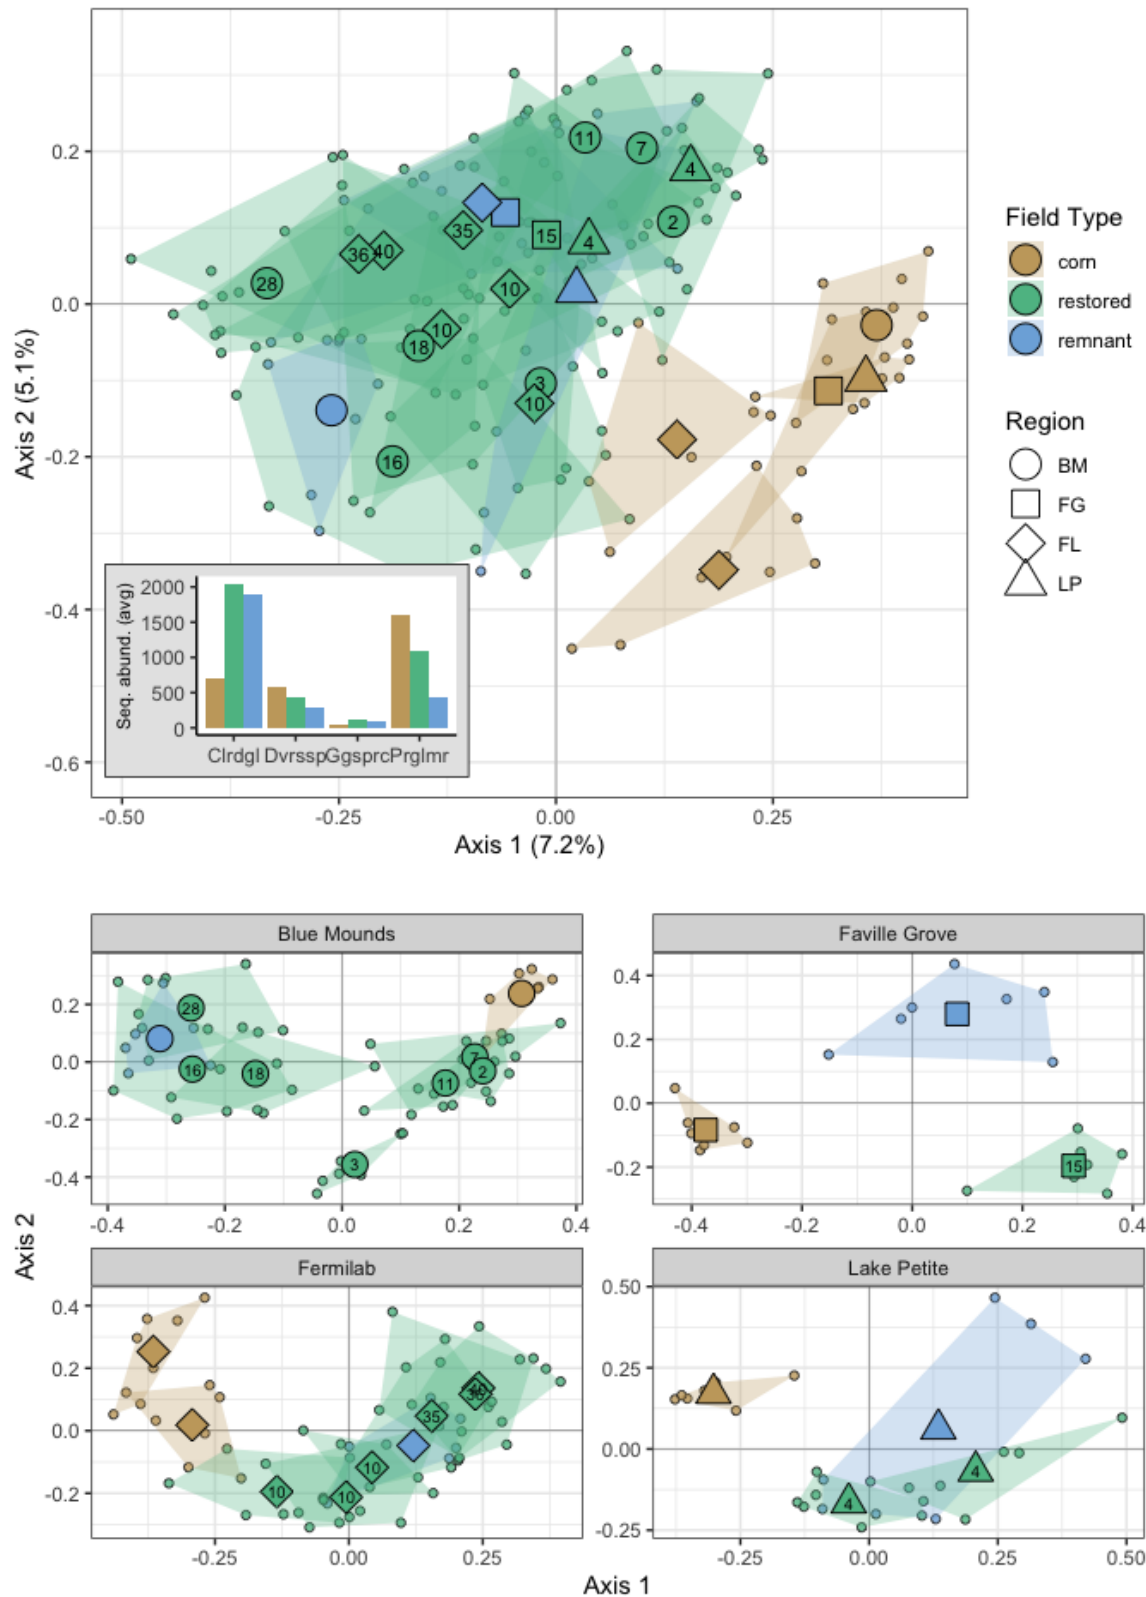 0.2
0.0
-0.2
-0.4
-0.6
Axis 2 (5.1%)
11
7
4
2
35
15
4
36
40
28
10
10
18
3
10
16
Seq. abund. (avg)
2000
1500
1000
500
0
Clrdgl Dvrssp Ggsprc Prglmr
-0.50 -0.25 0.00 0.25
Axis 1 (7.2%)
Field Type
corn
restored
remnant
Region
BM
FG
FL
LP
Blue Mounds
0.2
0.0
-0.2
-0.4
28
16
18
7
2
11
3
-0.4 -0.2 0.0 0.2 0.4
Faville Grove
0.4
0.2
0.0
-0.2
15
-0.4 -0.2 0.0 0.2 0.4
Axis 2
Fermilab
0.4
0.2
0.0
-0.2
35
10
10
10
-0.25 0.00 0.25
Lake Petite
0.50
0.25
0.00
-0.25
4
4
-0.25 0.00 0.25 0.50
Axis 1